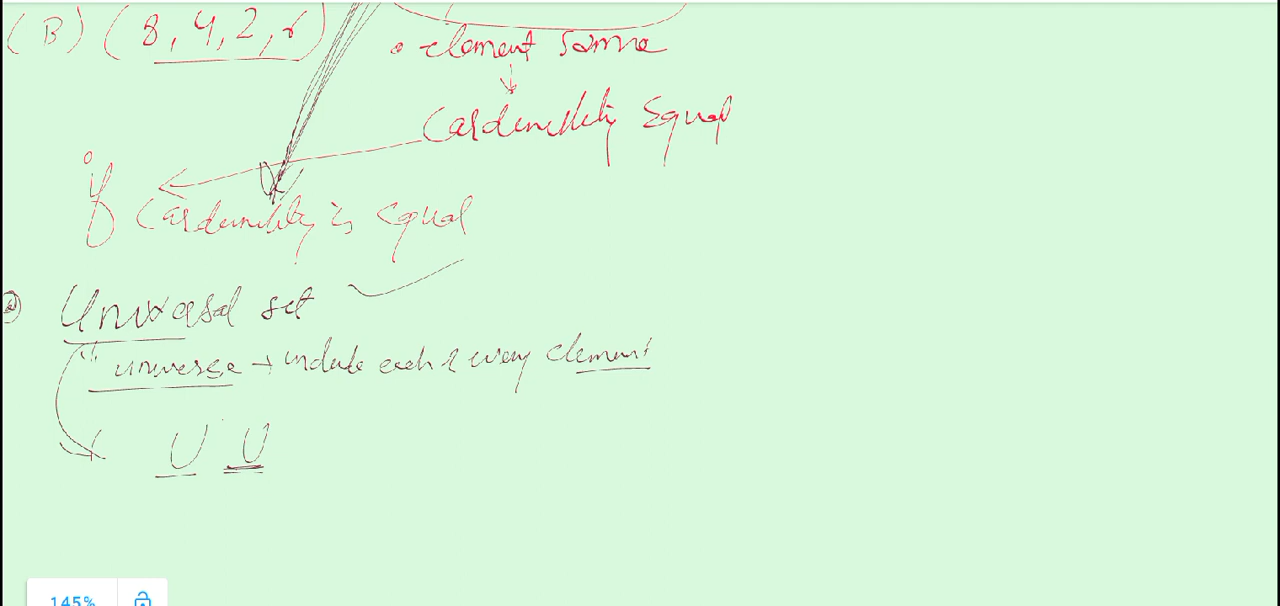 (B) (8, 4, 2, 6)
• element same
Cardinality Equal
if Cardinality is equal
Universal set
universe → include each & every element
U U
145%